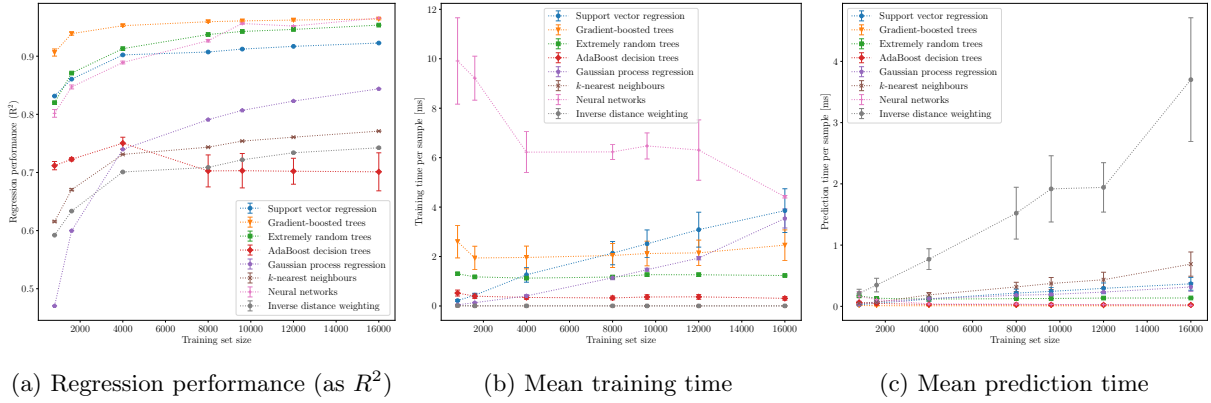 0.9
0.8
0.7
0.6
0.5
Regression performance (R²)
2000 4000 6000 8000 10000 12000 14000 16000
Training set size
Support vector regression
Gradient-boosted trees
Extremely random trees
AdaBoost decision trees
Gaussian process regression
k-nearest neighbours
Neural networks
Inverse distance weighting
(a) Regression performance (as R²)
12
10
8
6
4
2
0
Training time per sample [ms]
2000 4000 6000 8000 10000 12000 14000 16000
Training set size
Support vector regression
Gradient-boosted trees
Extremely random trees
AdaBoost decision trees
Gaussian process regression
k-nearest neighbours
Neural networks
Inverse distance weighting
(b) Mean training time
4
3
2
1
0
Prediction time per sample [ms]
2000 4000 6000 8000 10000 12000 14000 16000
Training set size
Support vector regression
Gradient-boosted trees
Extremely random trees
AdaBoost decision trees
Gaussian process regression
k-nearest neighbours
Neural networks
Inverse distance weighting
(c) Mean prediction time